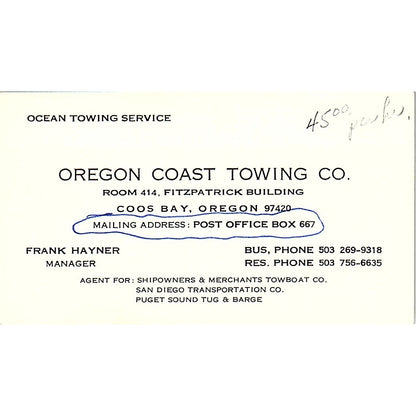 OCEAN TOWING SERVICE
45⁰⁰ per hr.
OREGON COAST TOWING CO.
ROOM 414, FITZPATRICK BUILDING
COOS BAY, OREGON 97420
MAILING ADDRESS: POST OFFICE BOX 667
FRANK HAYNER BUS, PHONE 503 269-9318
MANAGER RES. PHONE 503 756-6635
AGENT FOR: SHIPOWNERS & MERCHANTS TOWBOAT CO.
SAN DIEGO TRANSPORTATION CO.
PUGET SOUND TUG & BARGE